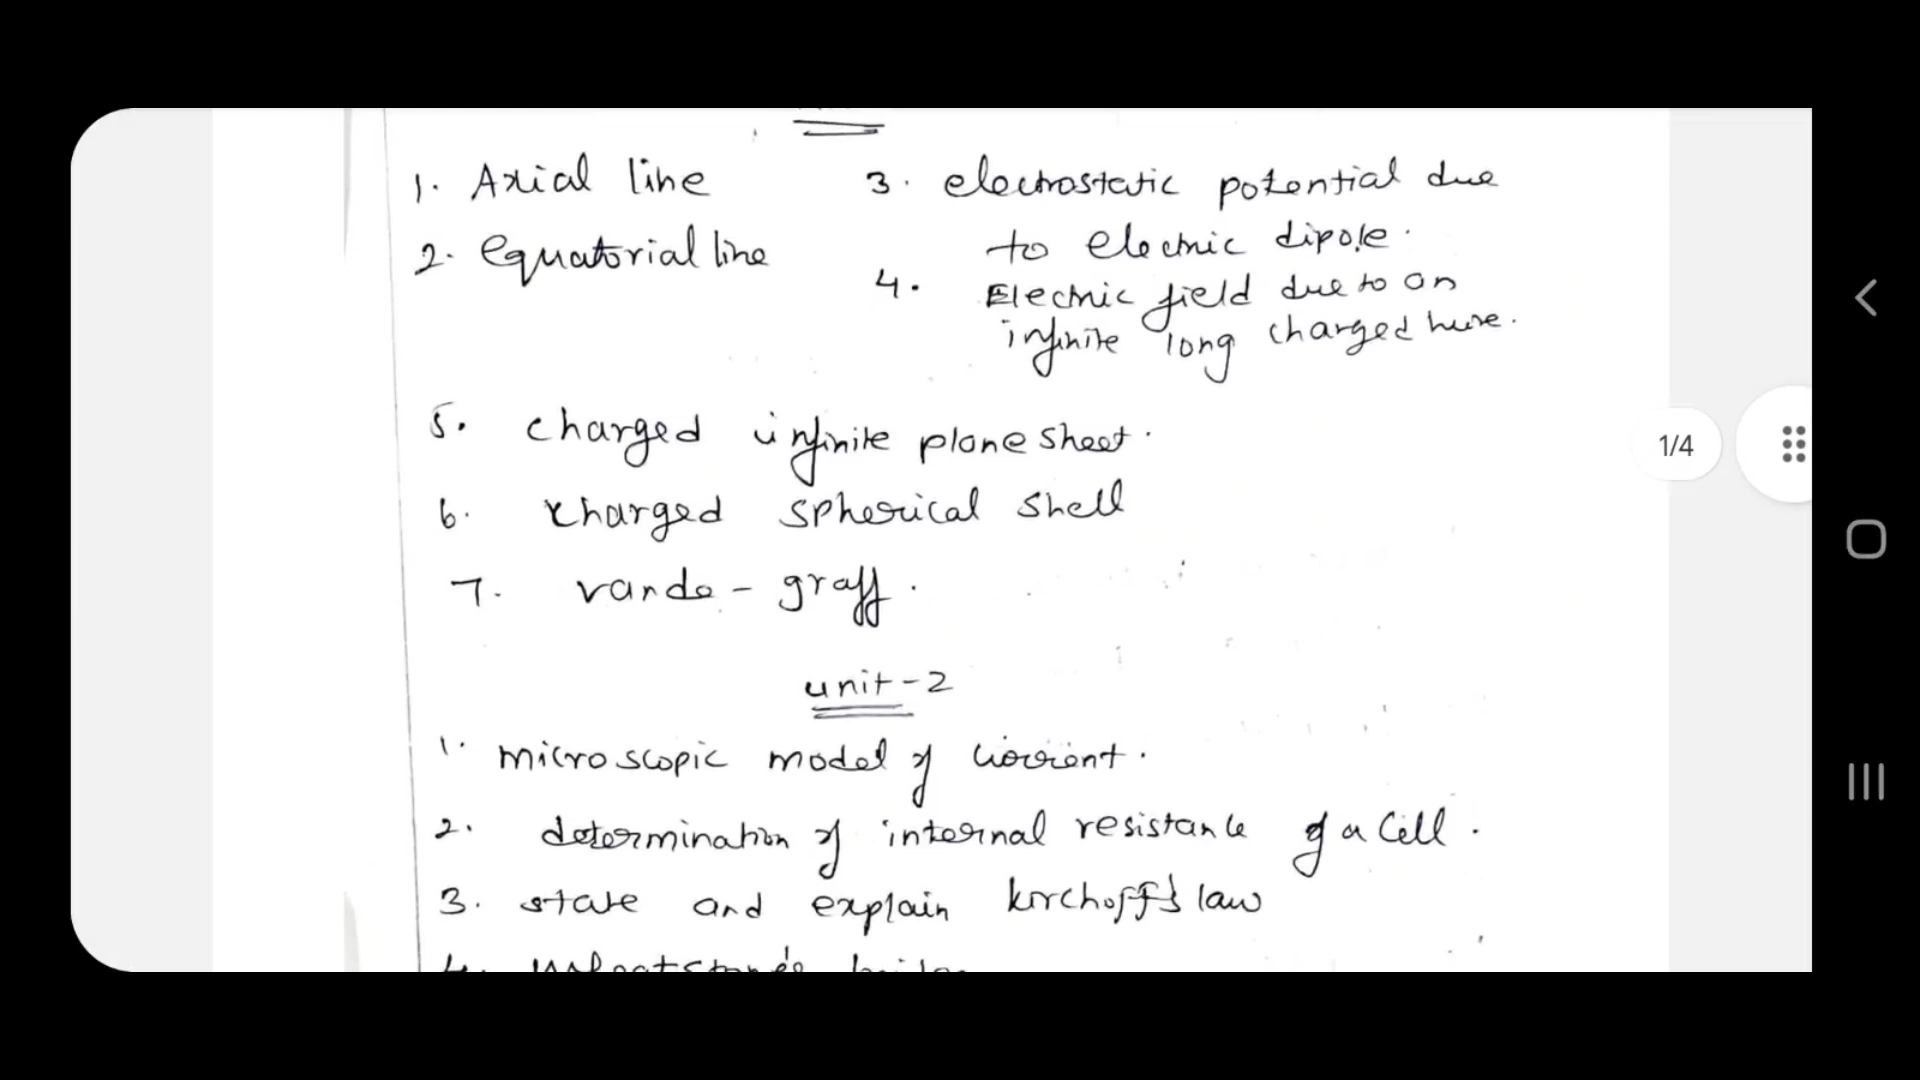 1. Axial line
2. equatorial line
3. electrostatic potential due
to electric dipole.
4. Electric field due to an
infinite long charged
5. charged infinite plane sheet.
6. charged spherical shell
7. vande - graff.
unit - 2
1. microscopic model of current.
2. determination of internal resistance of a cell.
3. state and explain kirchoff's law
4.
1/4